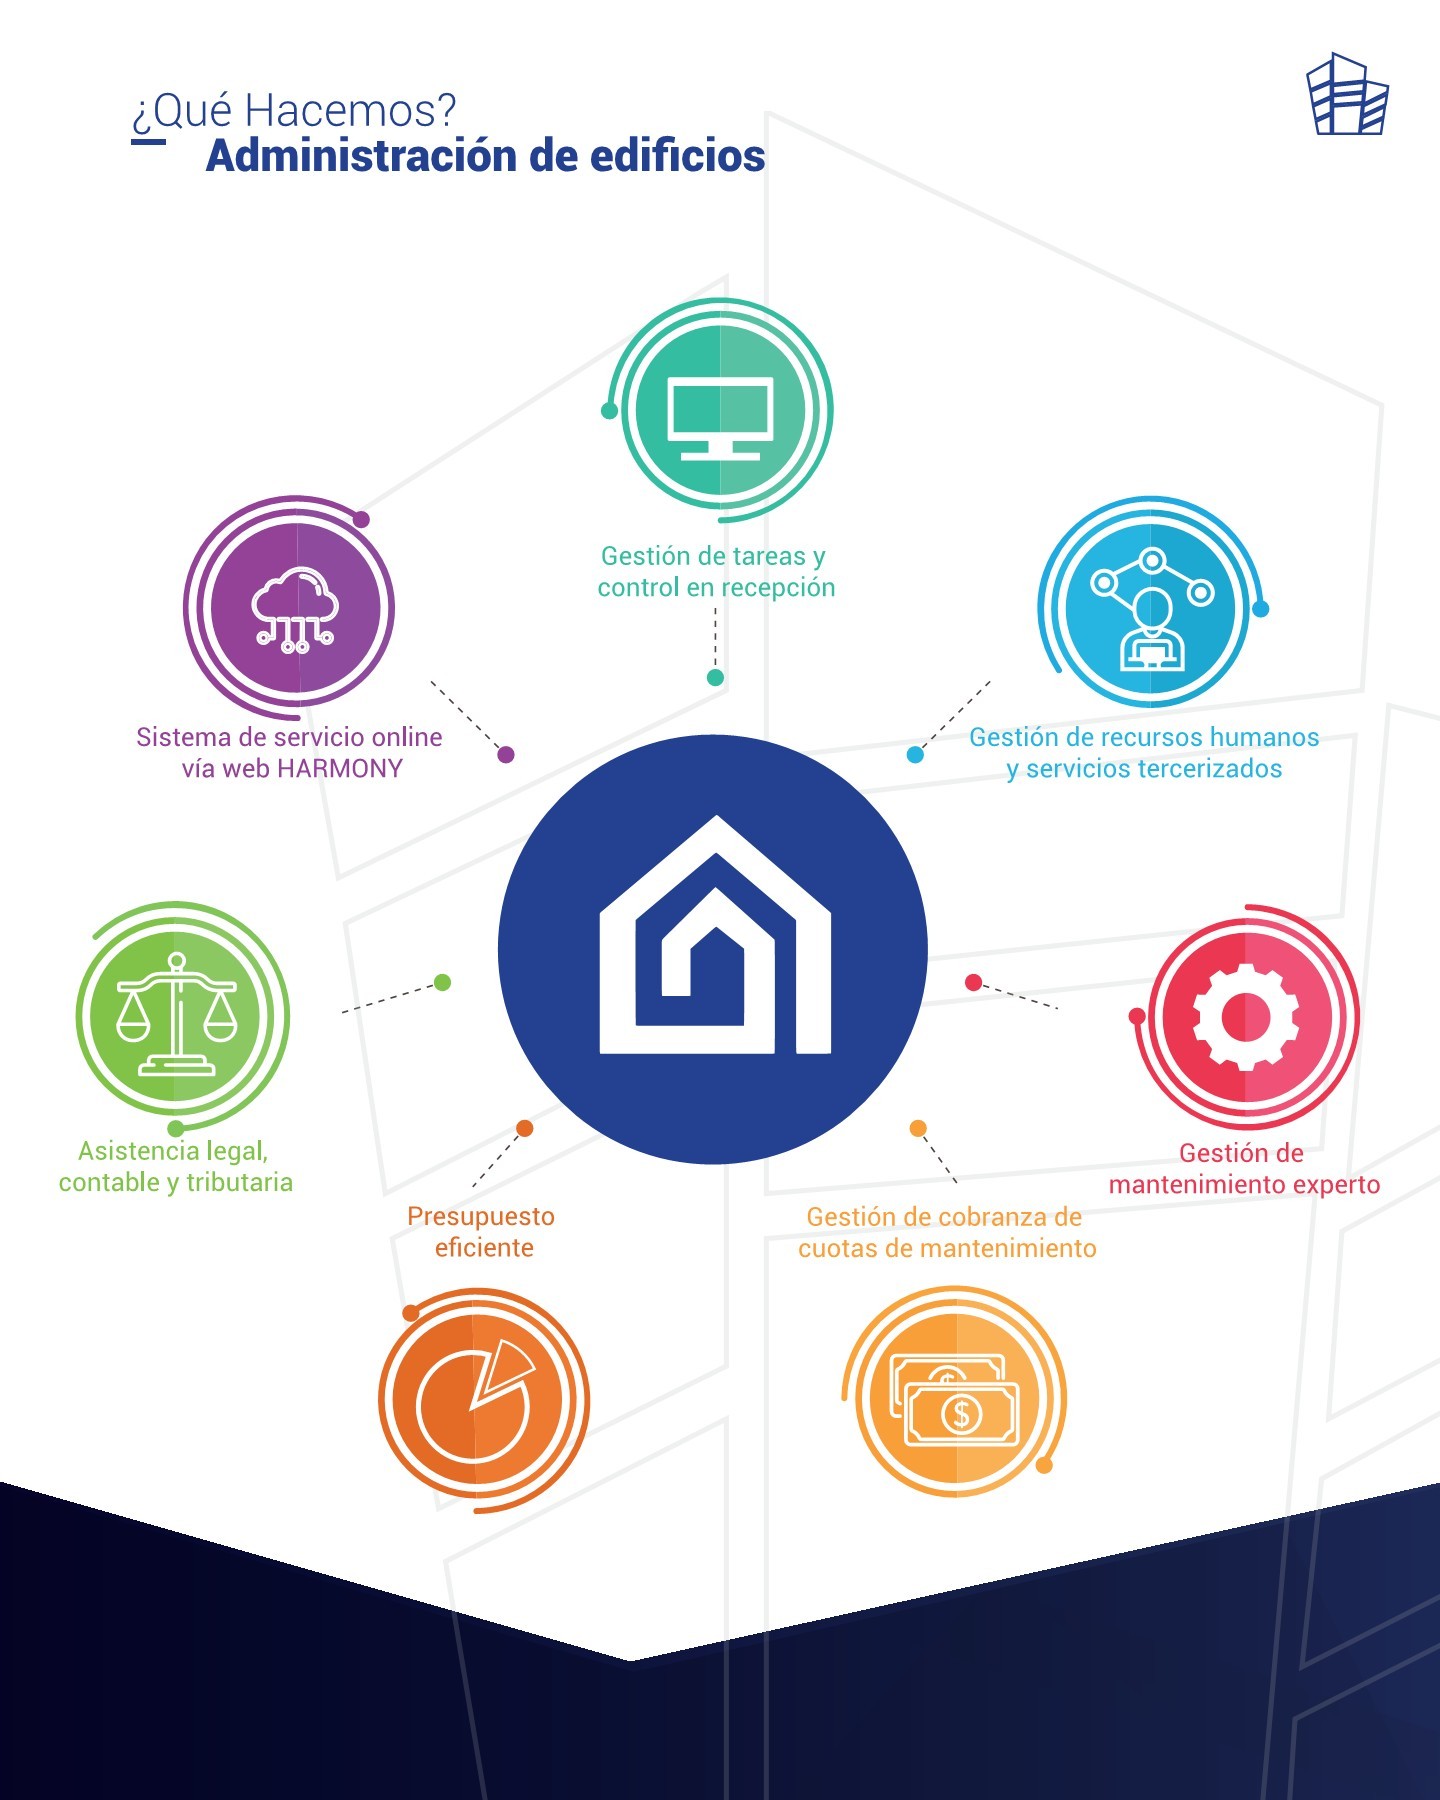 ¿Qué Hacemos?
Administración de edificios
Gestión de tareas y
control en recepción
Sistema de servicio online
vía web HARMONY
Gestión de recursos humanos
y servicios tercerizados
Asistencia legal,
contable y tributaria
Gestión de
mantenimiento experto
Presupuesto
eficiente
Gestión de cobranza de
cuotas de mantenimiento
$
$